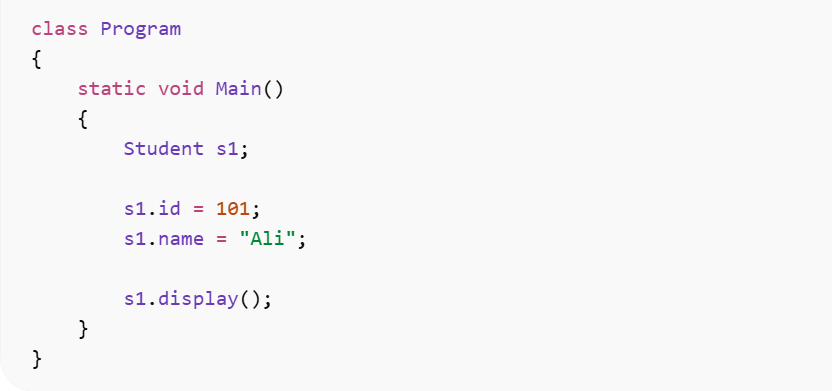 class Program
{
    static void Main()
    {
        Student s1;

        s1.id = 101;
        s1.name = "Ali";

        s1.display();
    }
}